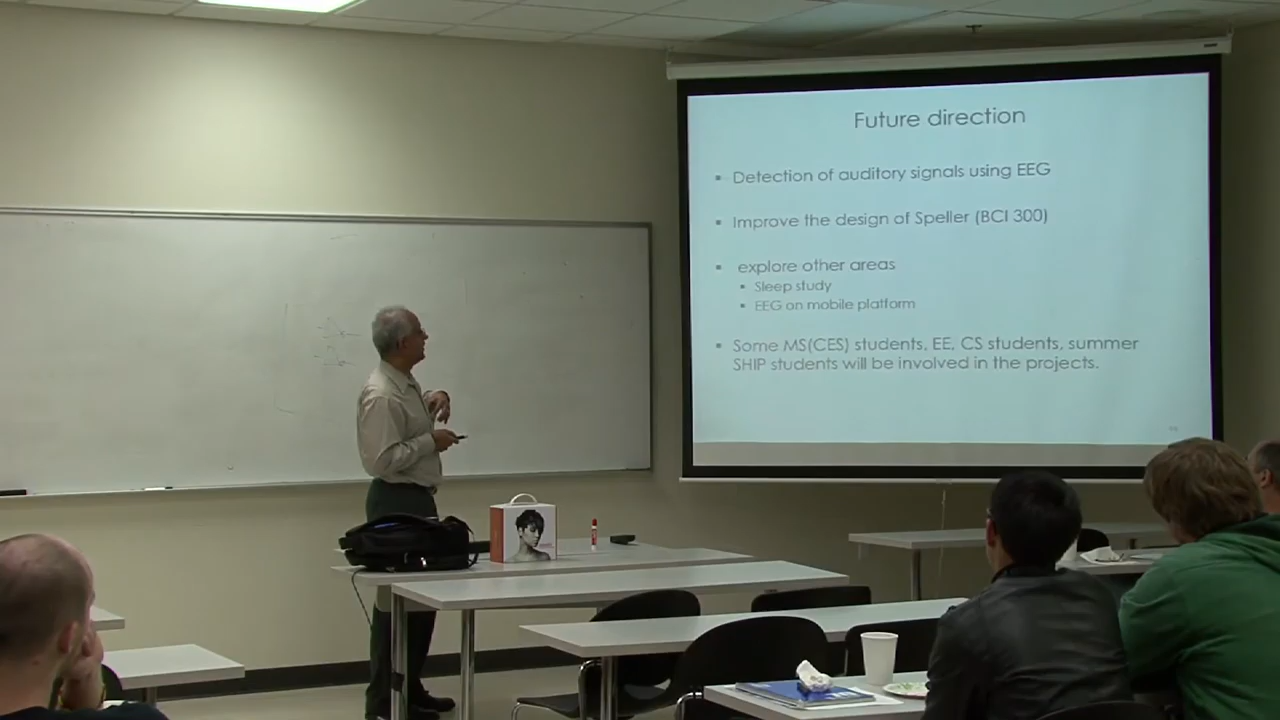 Future direction
Detection of auditory signals using EEG
Improve the design of Speller (BCI 300)
explore other areas
Sleep study
EEG on mobile platform
Some MS(CES) students, EE, CS students, summer
SHIP students will be involved in the projects.